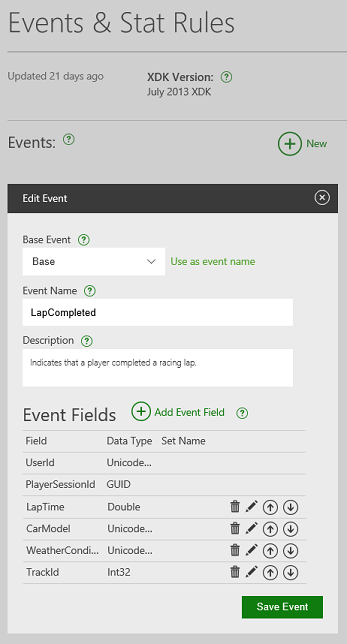 Events & Stat Rules
Updated 21 days ago
XDK Version: ?
July 2013 XDK
Events: ?
New
Edit Event
Base Event ?
Base
Use as event name
Event Name ?
LapCompleted
Description ?
Indicates that a player completed a racing lap.
Event Fields
Add Event Field ?
Field Data Type Set Name
UserId Unicode...
PlayerSessionId GUID
LapTime Double
CarModel Unicode...
WeatherCondi... Unicode...
TrackId Int32
Save Event